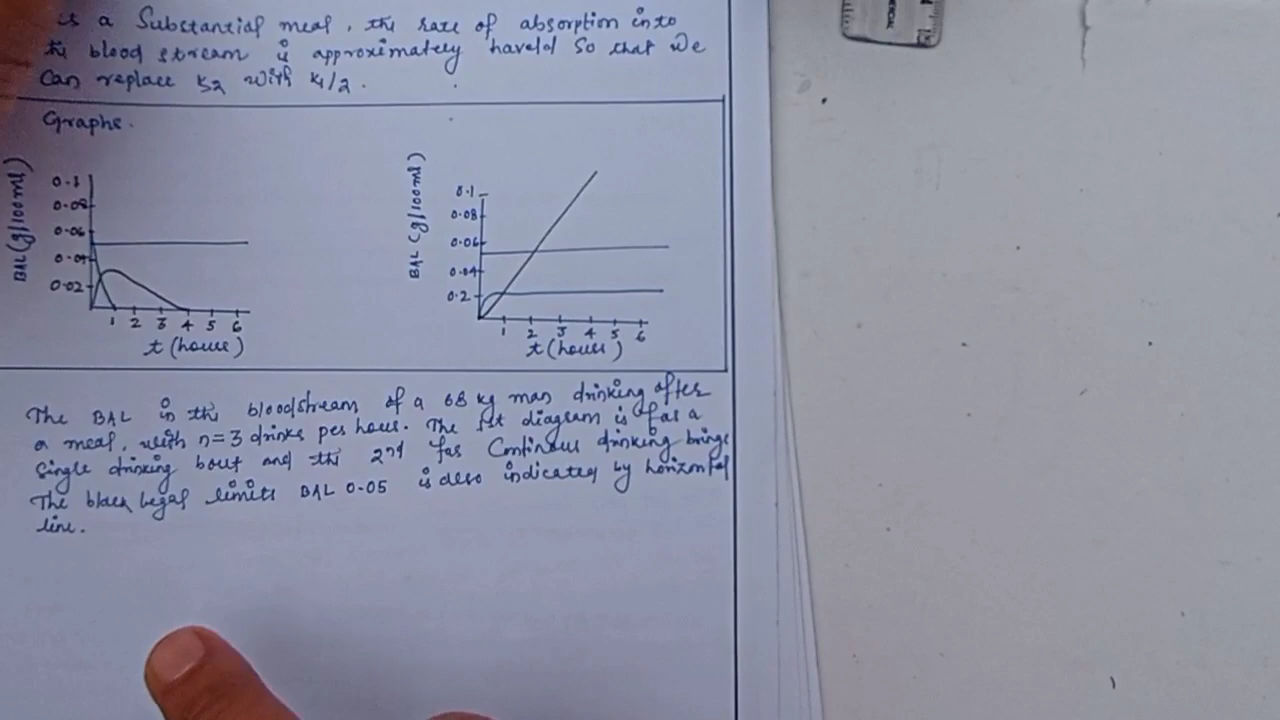 is a Substantial meal, the rate of absorption into
the blood stream is approximately haveld So that we
Can replace k2 with k1/2.
Graphs.
BAL (g/100ml)
0.1
0.08
0.06
0.04
0.02
1 2 3 4 5 6
t (hours)
BAL (g/100ml)
0.1
0.08
0.06
0.04
0.2
1 2 3 4 5 6
t (hours)
The BAL in the bloodstream of a 68 kg man drinking after
a meal, with n=3 drinks per hour. The 1st diagram is for a
Single drinking bout and the 2nd for Continous drinking brings
The black legal limits BAL 0.05 is also indicated by horizontal
line.